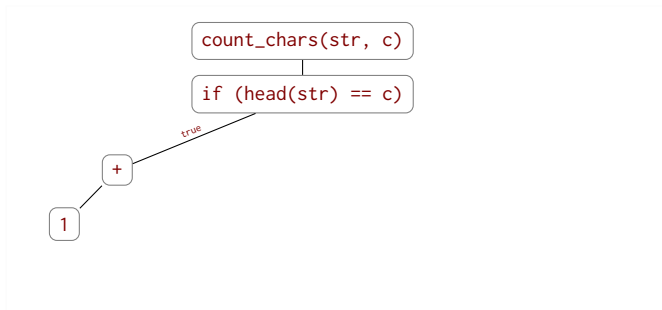 count_chars(str, c)
if (head(str) == c)
true
+
1